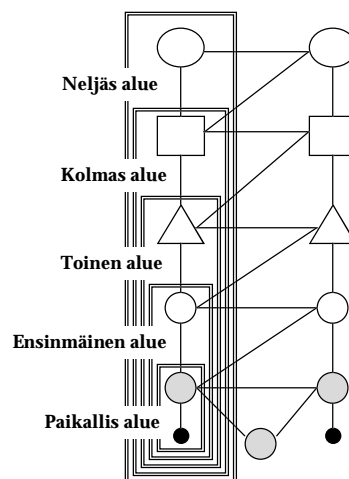 Neljäs alue
Kolmas alue
Toinen alue
Ensinmäinen alue
Paikallis alue